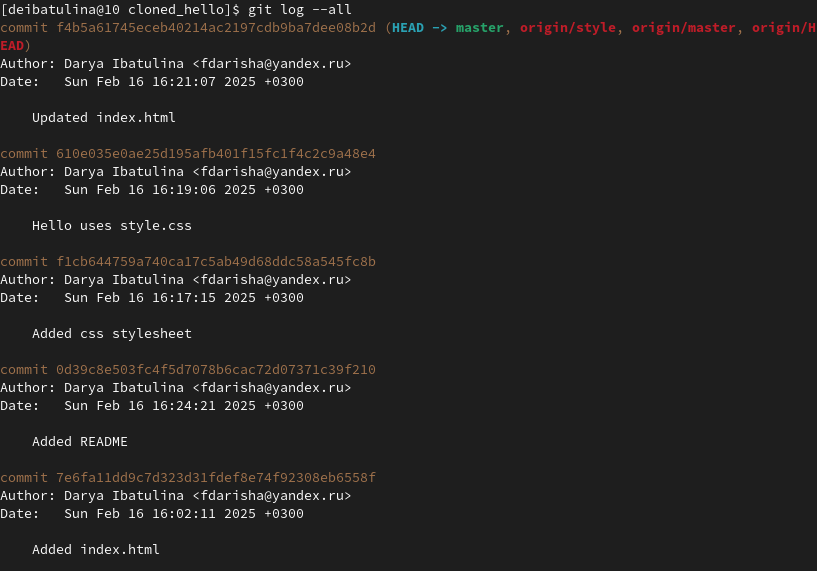 [deibatulina@10 cloned_hello]$ git log --all
commit f4b5a61745eceb40214ac2197cdb9ba7dee08b2d (HEAD -> master, origin/style, origin/master, origin/H
EAD)
Author: Darya Ibatulina <fdarisha@yandex.ru>
Date:   Sun Feb 16 16:21:07 2025 +0300
Updated index.html
commit 610e035e0ae25d195afb401f15fc1f4c2c9a48e4
Author: Darya Ibatulina <fdarisha@yandex.ru>
Date:   Sun Feb 16 16:19:06 2025 +0300
Hello uses style.css
commit f1cb644759a740ca17c5ab49d68ddc58a545fc8b
Author: Darya Ibatulina <fdarisha@yandex.ru>
Date:   Sun Feb 16 16:17:15 2025 +0300
Added css stylesheet
commit 0d39c8e503fc4f5d7078b6cac72d07371c39f210
Author: Darya Ibatulina <fdarisha@yandex.ru>
Date:   Sun Feb 16 16:24:21 2025 +0300
Added README
commit 7e6fa11dd9c7d323d31fdef8e74f92308eb6558f
Author: Darya Ibatulina <fdarisha@yandex.ru>
Date:   Sun Feb 16 16:02:11 2025 +0300
Added index.html